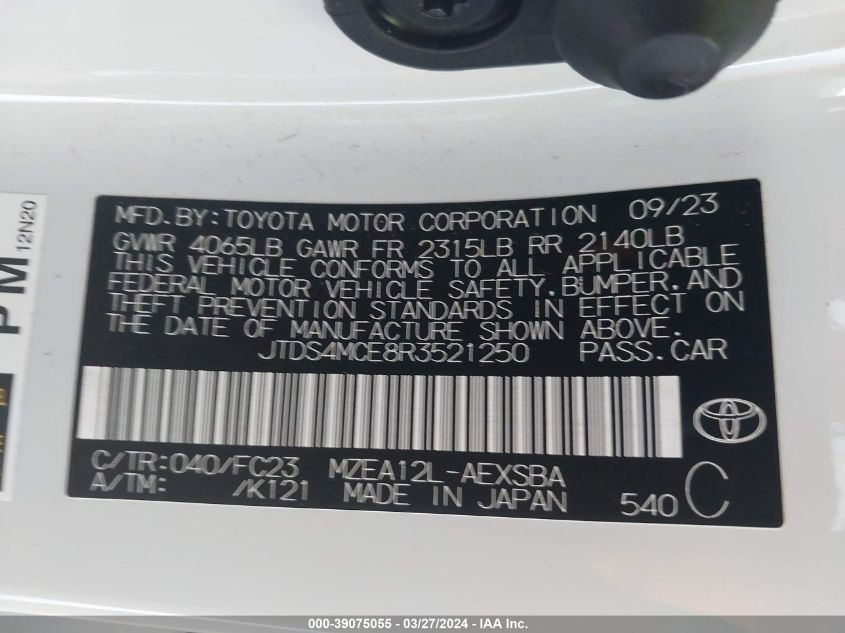 12N20
PM
MFD.BY:TOYOTA MOTOR CORPORATION 09/23
GVWR 4065LB GAWR FR 2315LB RR 2140LB
THIS VEHICLE CONFORMS TO ALL APPLICABLE
FEDERAL MOTOR VEHICLE SAFETY.BUMPER.AND
THEFT PREVENTION STANDARDS IN EFFECT ON
THE DATE OF MANUFACTURE SHOWN ABOVE.
JTDS4MCE8R3521250 PASS.CAR
C/TR:040/FC23 MZEA12L-AEXSBA
A/TM: /K121 MADE IN JAPAN 540 C
000-39075055 — 03/27/2024 — IAA Inc.